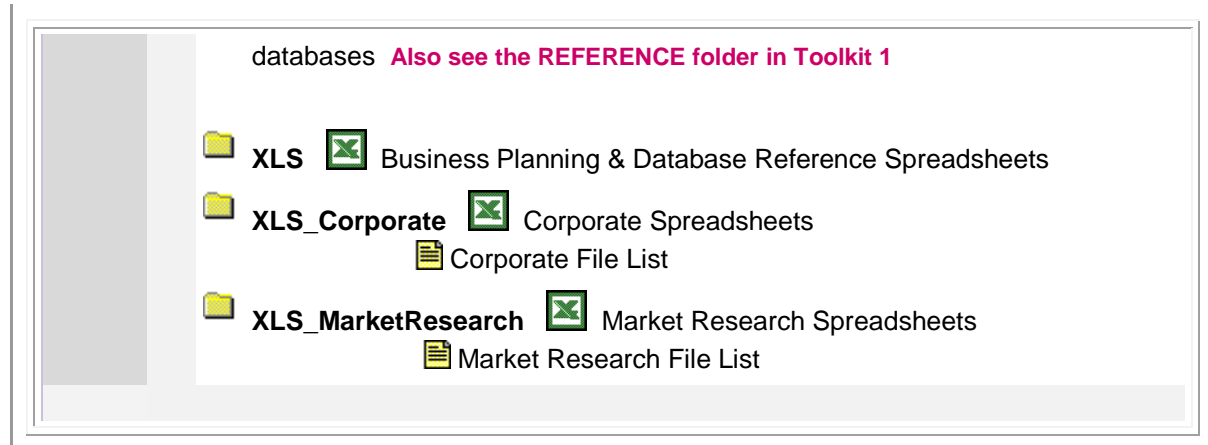 databases Also see the REFERENCE folder in Toolkit 1
XLS Business Planning & Database Reference Spreadsheets
XLS_Corporate Corporate Spreadsheets
Corporate File List
XLS_MarketResearch Market Research Spreadsheets
Market Research File List